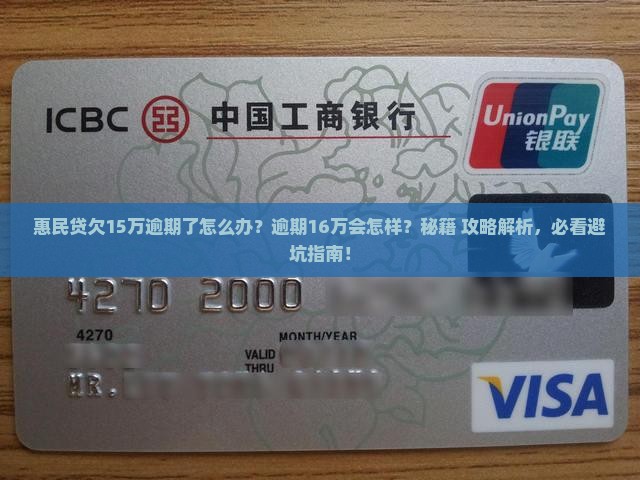 ICBC 中国工商银行
UnionPay
银联
惠民贷欠15万逾期了怎么办？逾期16万会怎样？秘籍 攻略解析，必看避
坑指南！
4270 2000
4270
MONTH/YEAR
VALID
THRU
MR.
VISA